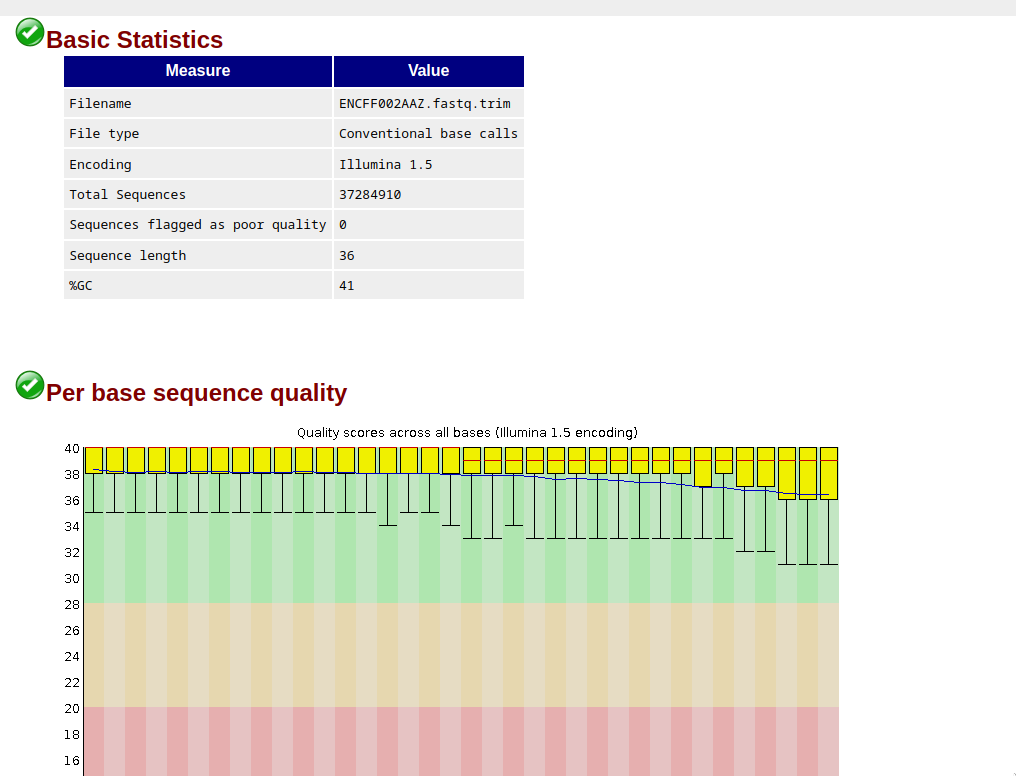 Basic Statistics
Measure Value
Filename ENCFF002AAZ.fastq.trim
File type Conventional base calls
Encoding Illumina 1.5
Total Sequences 37284910
Sequences flagged as poor quality 0
Sequence length 36
%GC 41
Per base sequence quality
Quality scores across all bases (Illumina 1.5 encoding)
40
38
36
34
32
30
28
26
24
22
20
18
16